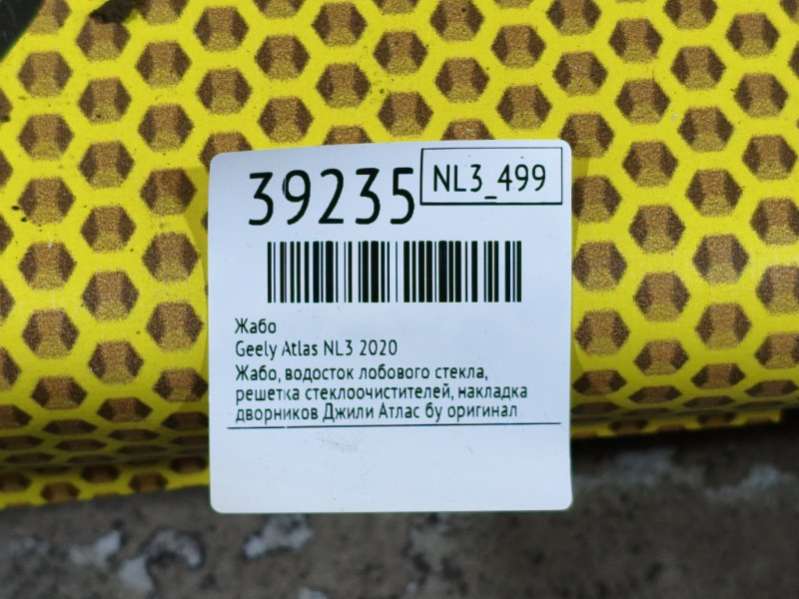 39235
NL3_499
Жабо
Geely Atlas NL3 2020
Жабо, водосток лобового стекла,
решетка стеклоочистителей, накладка
дворников Джили Атлас бу оригинал